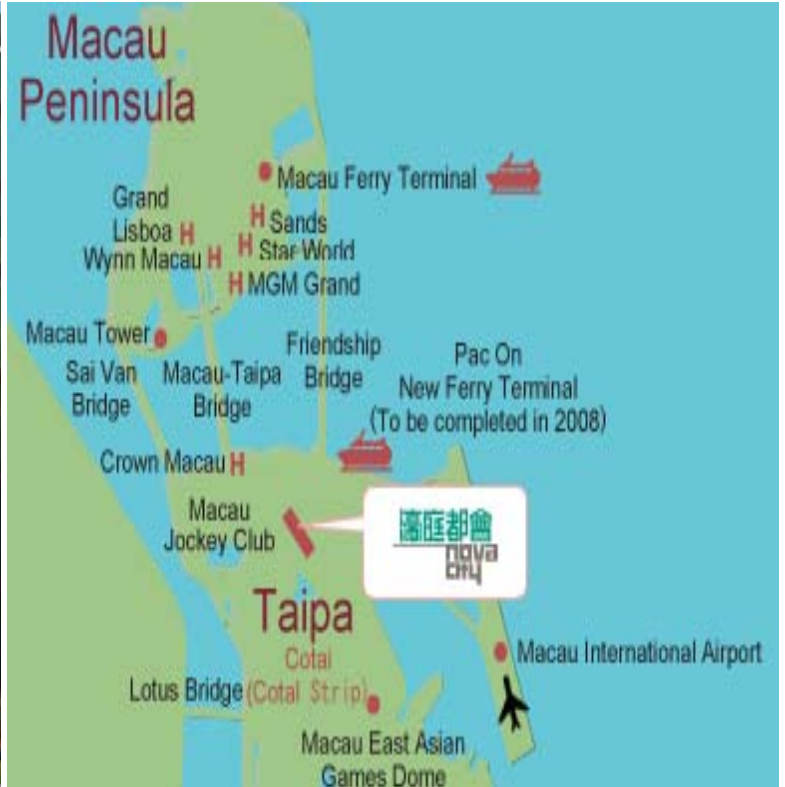 Macau
Peninsula
Macau Ferry Terminal
Grand
Lisboa H
H Sands
H Star World
Wynn Macau H
H MGM Grand
Macau Tower
Sai Van
Bridge
Macau-Taipa
Bridge
Friendship
Bridge
Pac On
New Ferry Terminal
(To be completed in 2008)
Crown Macau H
Macau
Jockey Club
濠庭都會
nova
city
Taipa
Cotai
(Cotai Strip)
Lotus Bridge
Macau International Airport
Macau East Asian
Games Dome